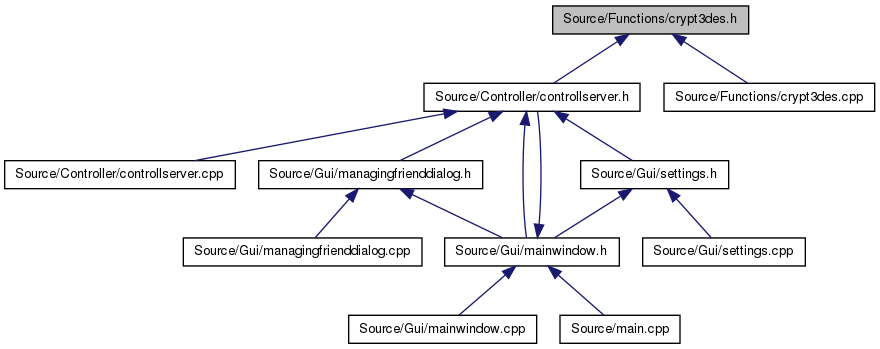 Source/Functions/crypt3des.h
Source/Controller/controllserver.h
Source/Functions/crypt3des.cpp
Source/Controller/controllserver.cpp
Source/Gui/managingfrienddialog.h
Source/Gui/settings.h
Source/Gui/managingfrienddialog.cpp
Source/Gui/mainwindow.h
Source/Gui/settings.cpp
Source/Gui/mainwindow.cpp
Source/main.cpp